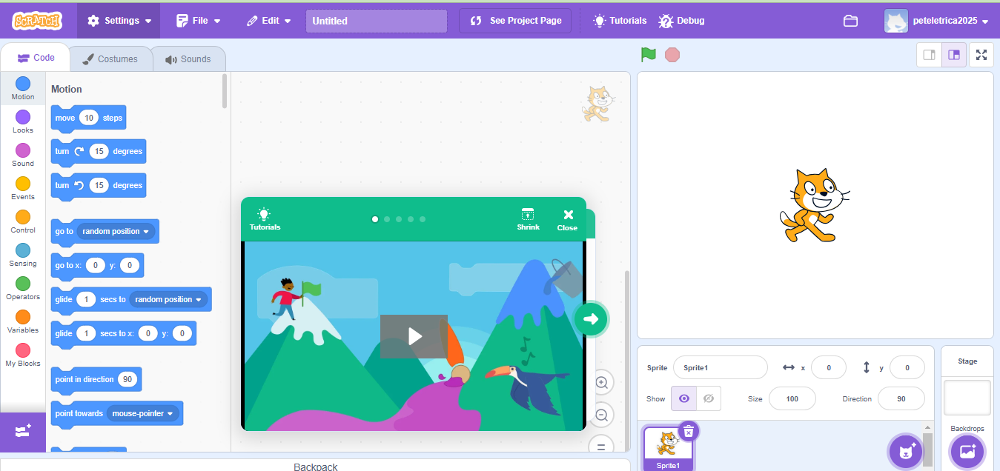 SCRATCH
Settings
File
Edit
Untitled
See Project Page
Tutorials
Debug
peteletrica2025
Code
Costumes
Sounds
Motion
Looks
Sound
Events
Control
Sensing
Operators
Variables
My Blocks
Motion
move 10 steps
turn 15 degrees
turn 15 degrees
go to random position
go to x: 0 y: 0
glide 1 secs to random position
glide 1 secs to x: 0 y: 0
point in direction 90
point towards mouse-pointer
Tutorials
Shrink
Close
Backpack
Sprite Sprite1 x 0 y 0
Show Size 100 Direction 90
Sprite1
Stage
Backdrops